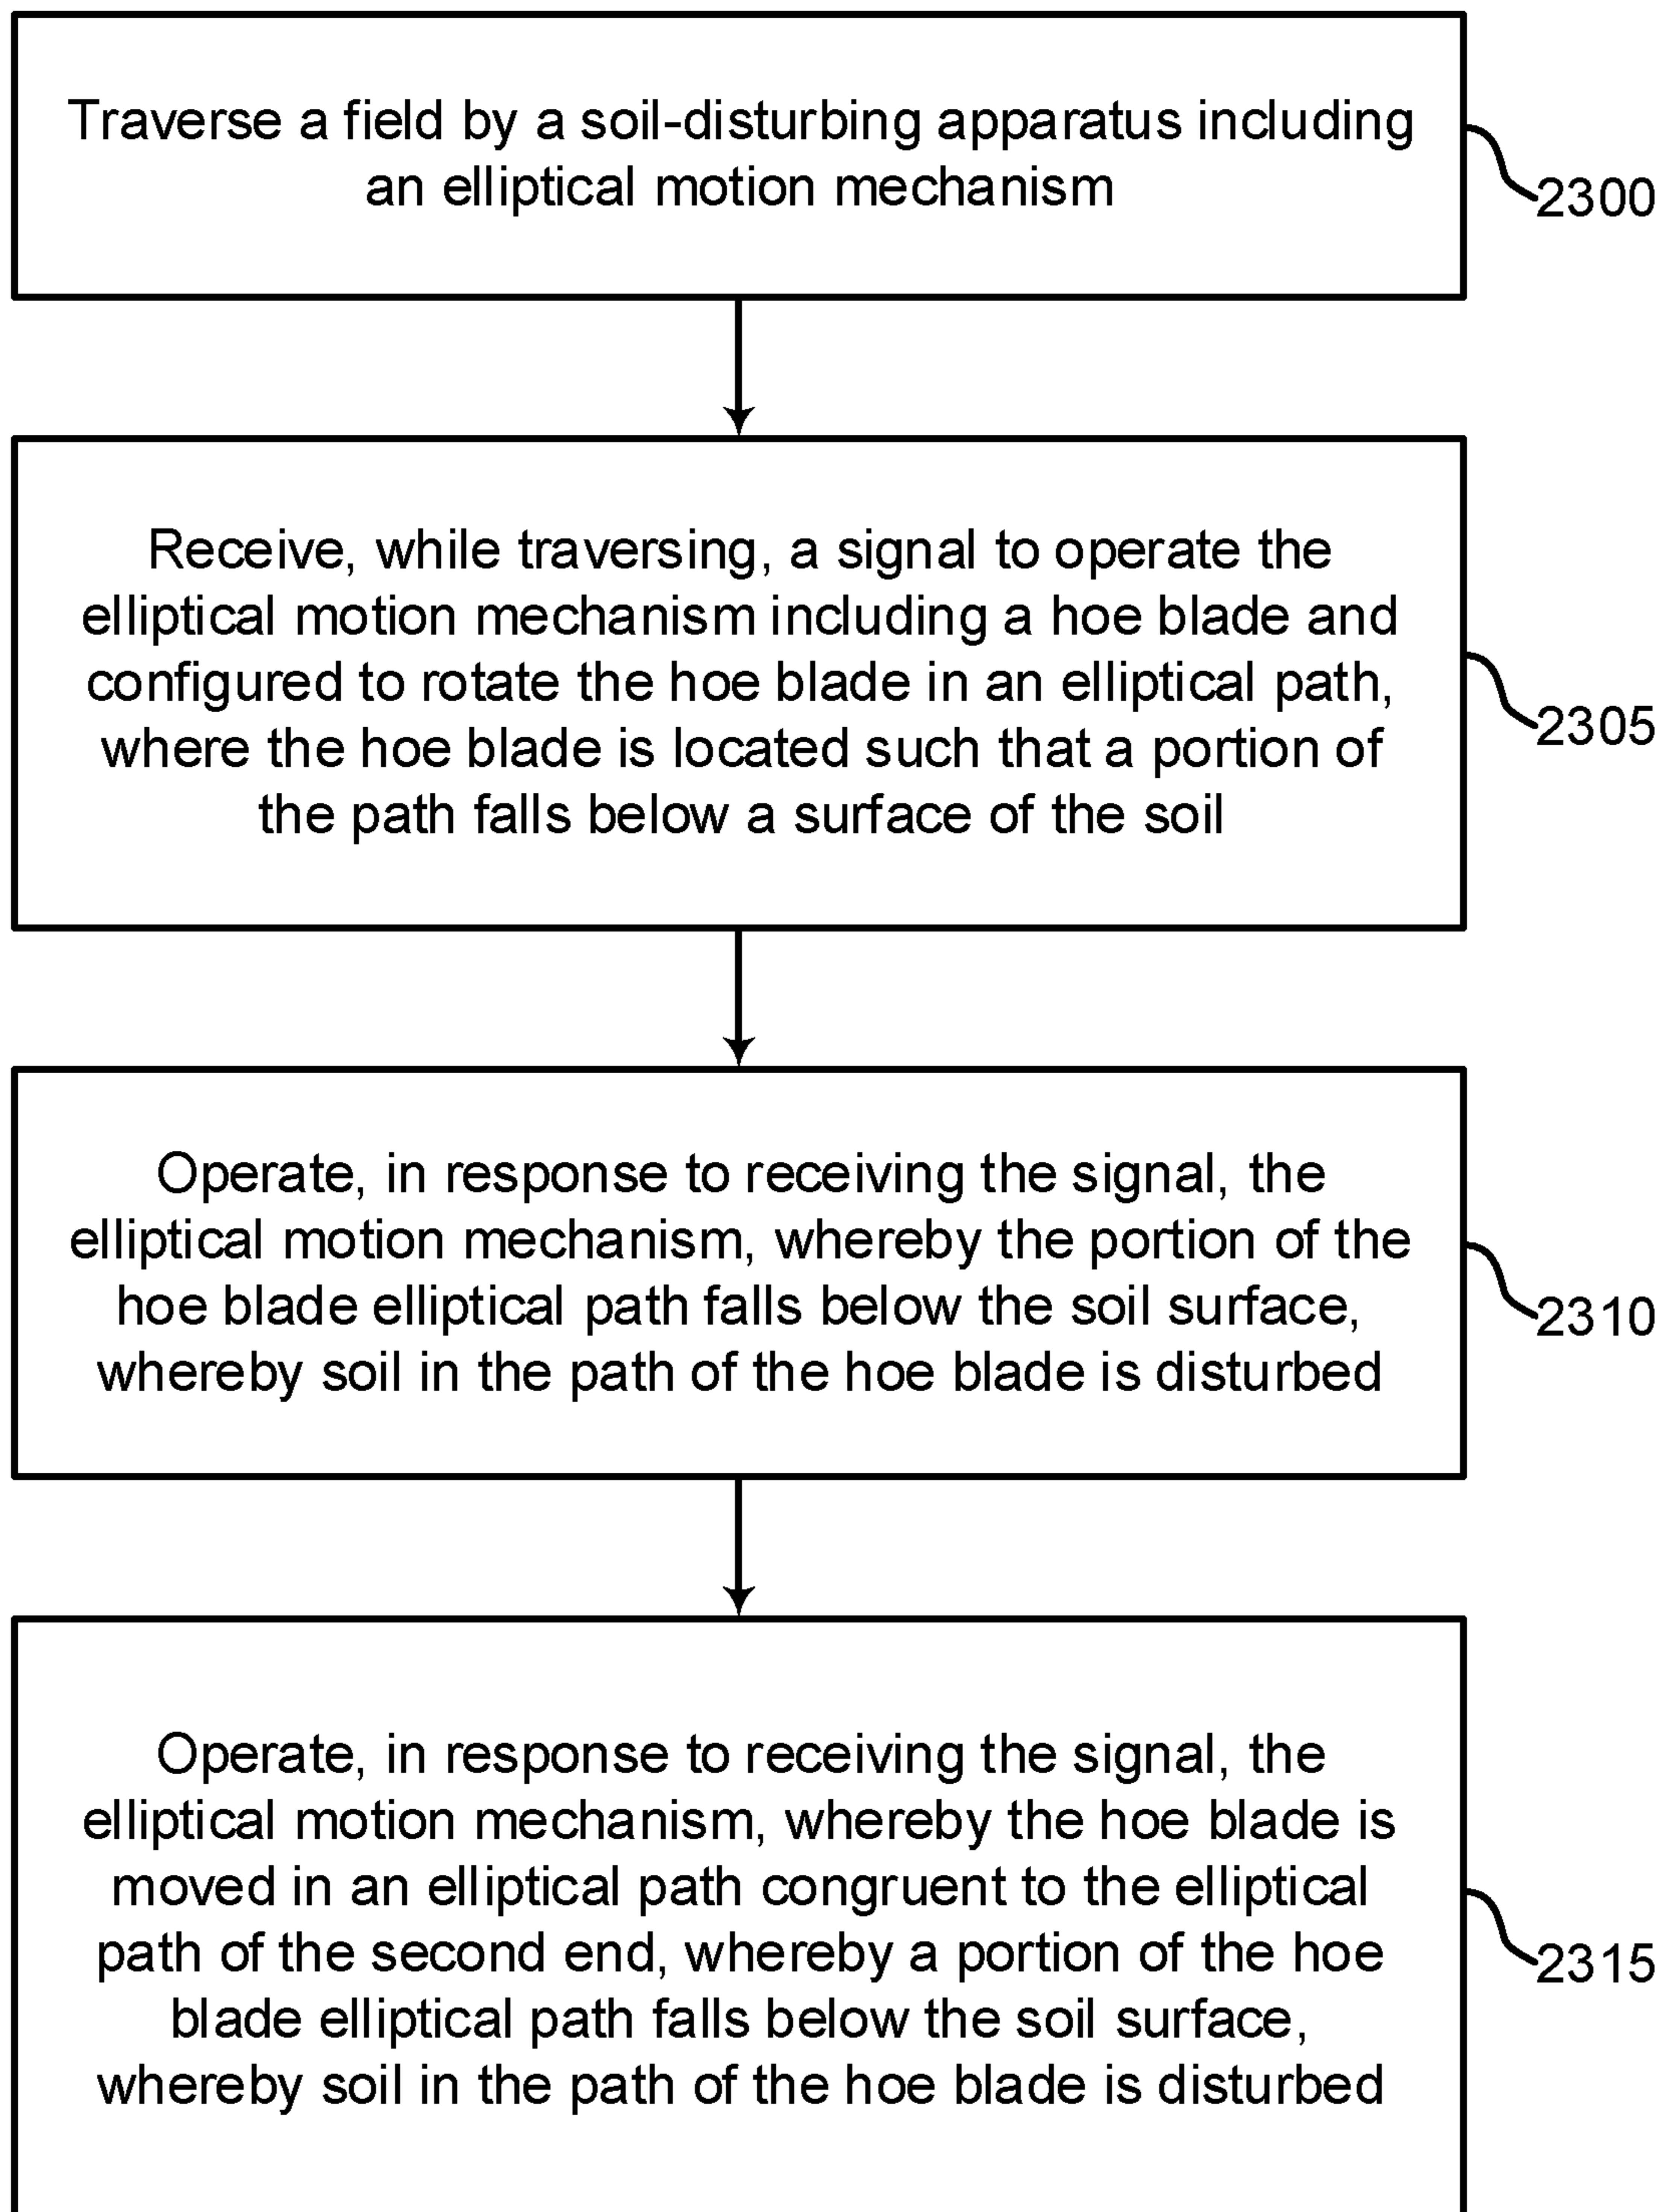 Traverse a field by a soil-disturbing apparatus including
an elliptical motion mechanism
2300
Receive, while traversing, a signal to operate the
elliptical motion mechanism including a hoe blade and
configured to rotate the hoe blade in an elliptical path,
where the hoe blade is located such that a portion of
the path falls below a surface of the soil
2305
Operate, in response to receiving the signal, the
elliptical motion mechanism, whereby the portion of the
hoe blade elliptical path falls below the soil surface,
whereby soil in the path of the hoe blade is disturbed
2310
Operate, in response to receiving the signal, the
elliptical motion mechanism, whereby the hoe blade is
moved in an elliptical path congruent to the elliptical
path of the second end, whereby a portion of the hoe
blade elliptical path falls below the soil surface,
whereby soil in the path of the hoe blade is disturbed
2315